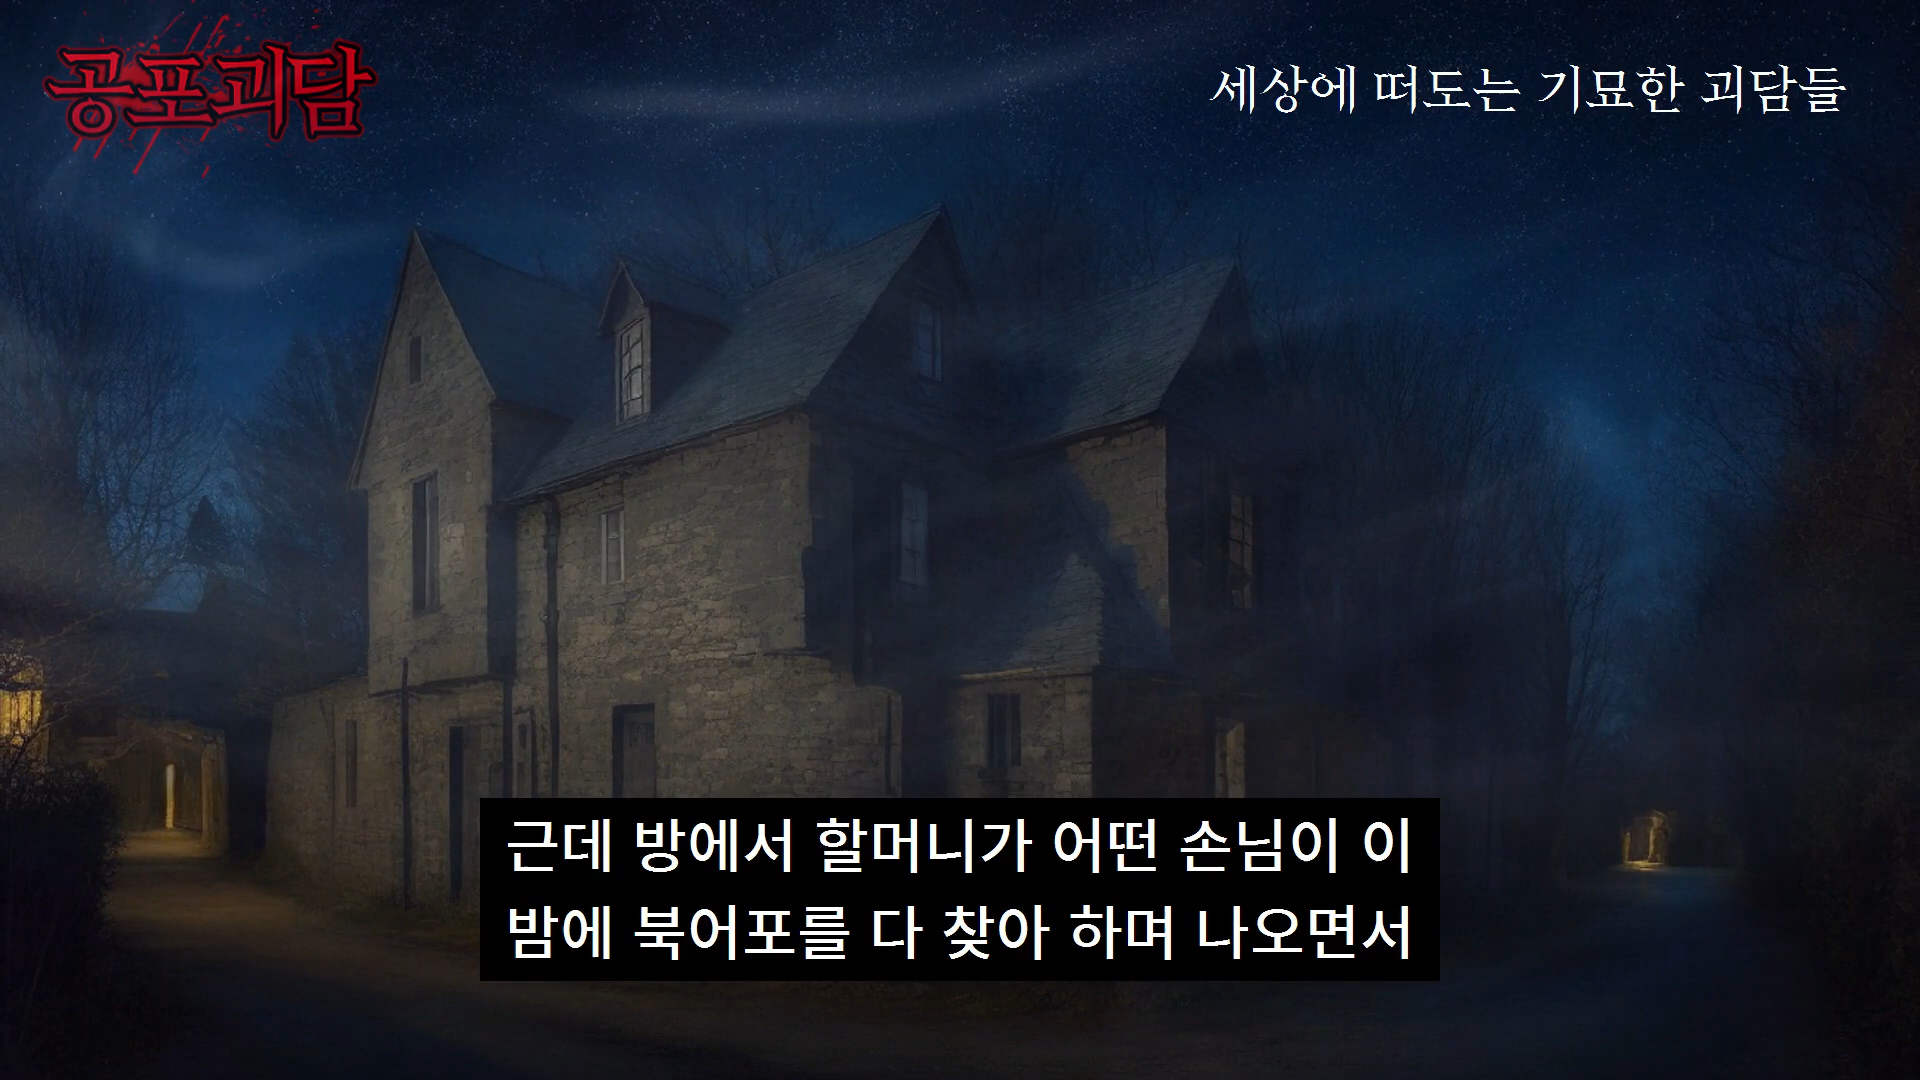 공포괴담
세상에 떠도는 기묘한 괴담들
근데 방에서 할머니가 어떤 손님이 이
밤에 북어포를 다 찾아 하며 나오면서